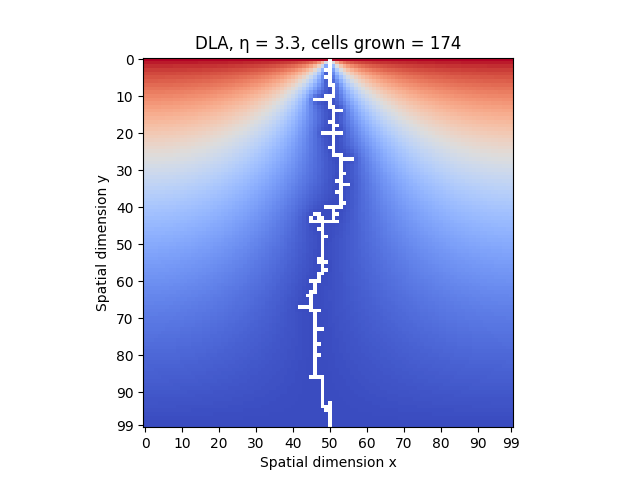 DLA, η = 3.3, cells grown = 174
0
10
20
30
40
50
60
70
80
90
99
Spatial dimension y
0 10 20 30 40 50 60 70 80 90 99
Spatial dimension x